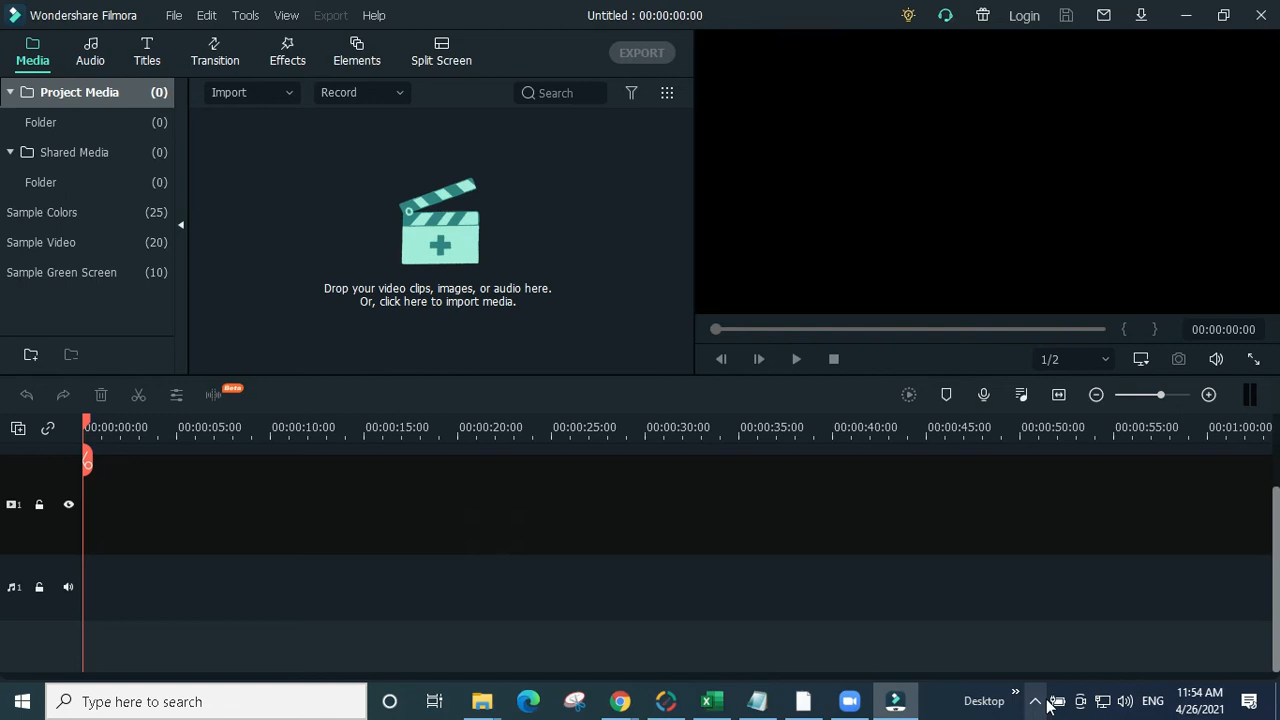 Wondershare Filmora File Edit Tools View Export Help Untitled : 00:00:00:00 Login
Media Audio Titles Transition Effects Elements Split Screen EXPORT
Project Media (0) Import Record Search
Folder (0)
Shared Media (0)
Folder (0)
Sample Colors (25)
Sample Video (20)
Sample Green Screen (10)
Drop your video clips, images, or audio here.
Or, click here to import media.
00:00:00:00
1/2
Beta
00:00:00:00 00:00:05:00 00:00:10:00 00:00:15:00 00:00:20:00 00:00:25:00 00:00:30:00 00:00:35:00 00:00:40:00 00:00:45:00 00:00:50:00 00:00:55:00 00:01:00:00
1
1
Type here to search Desktop ENG 11:54 AM
4/26/2021